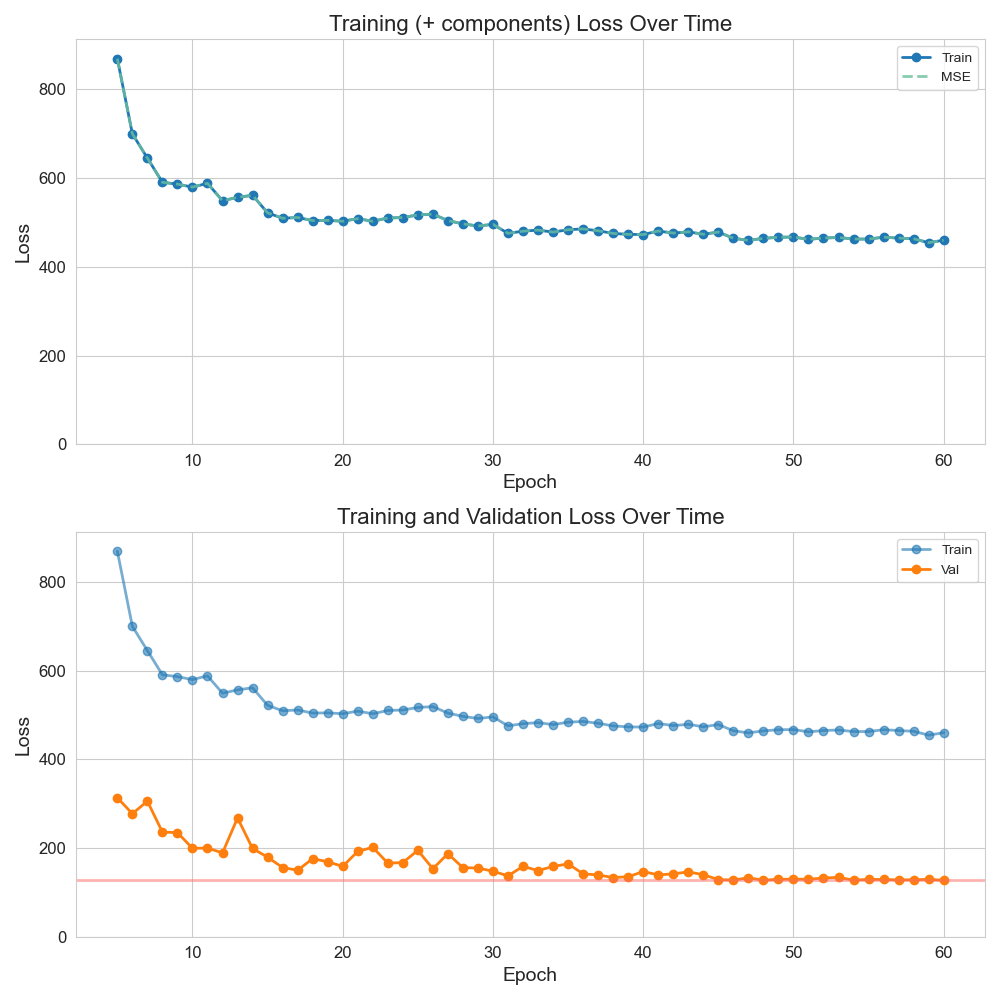 Training (+ components) Loss Over Time
Train
MSE
800
600
400
200
0
Loss
10 20 30 40 50 60
Epoch
Training and Validation Loss Over Time
Train
Val
800
600
400
200
0
Loss
10 20 30 40 50 60
Epoch